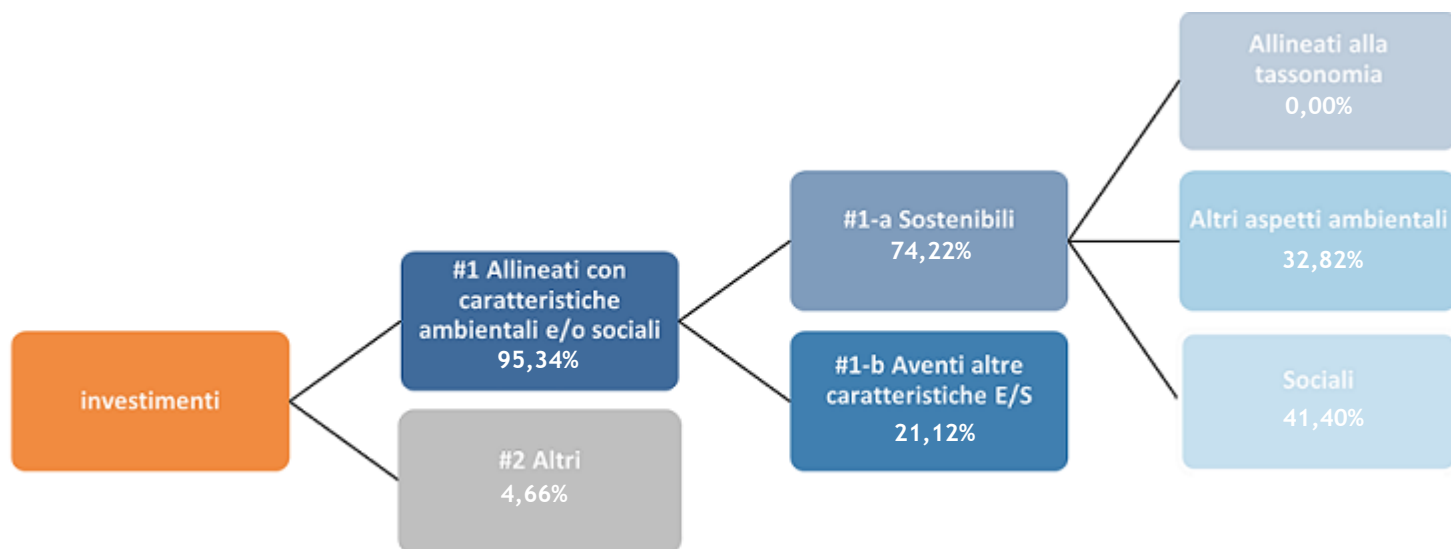 investimenti
#1 Allineati con
caratteristiche
ambientali e/o sociali
95,34%
#2 Altri
4,66%
#1-a Sostenibili
74,22%
#1-b Aventi altre
caratteristiche E/S
21,12%
Allineati alla
tassonomia
0,00%
Altri aspetti ambientali
32,82%
Sociali
41,40%